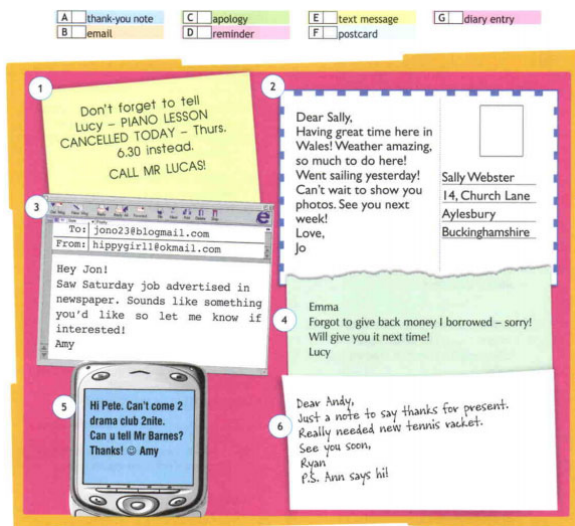 A thank-you note
C apology
E text message
G diary entry
B email
D reminder
F postcard
1
Don't forget to tell
Lucy – PIANO LESSON
CANCELLED TODAY – Thurs.
6.30 instead.
CALL MR LUCAS!
2
Dear Sally,
Having great time here in
Wales! Weather amazing,
so much to do here!
Went sailing yesterday!
Can't wait to show you
photos. See you next
week!
Love,
Jo
Sally Webster
14, Church Lane
Aylesbury
Buckinghamshire
3
To: jono23@blogmail.com
From: hippygirl1@okmail.com
Hey Jon!
Saw Saturday job advertised in
newspaper. Sounds like something
you'd like so let me know if
interested!
Amy
4
Emma
Forgot to give back money I borrowed – sorry!
Will give you it next time!
Lucy
5
Hi Pete. Can't come 2
drama club 2nite.
Can u tell Mr Barnes?
Thanks! ☺ Amy
6
Dear Andy,
Just a note to say thanks for present.
Really needed new tennis racket.
See you soon,
Ryan
P.S. Ann says hi!